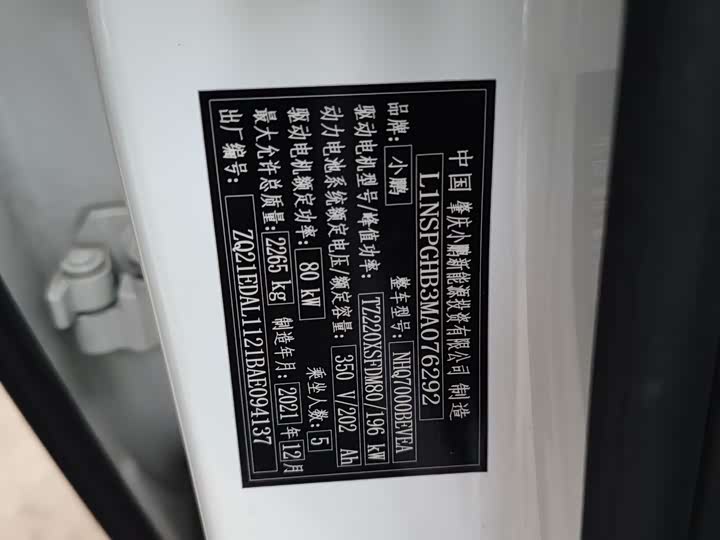 中国 肇庆小鹏新能源投资有限公司 制造
L1NSPGHB3MA076292
品牌: 小鹏 整车型号: NHQ7000BEVEA
驱动电机型号/峰值功率: TZ220XSFDM80/196 kW
动力电池系统额定电压/额定容量: 350 V/202 Ah
驱动电机额定功率: 80 kW 乘坐人数: 5
最大允许总质量: 2265 kg 制造年月: 2021 年 12 月
出厂编号: ZQ21EDAL1121BAE094137